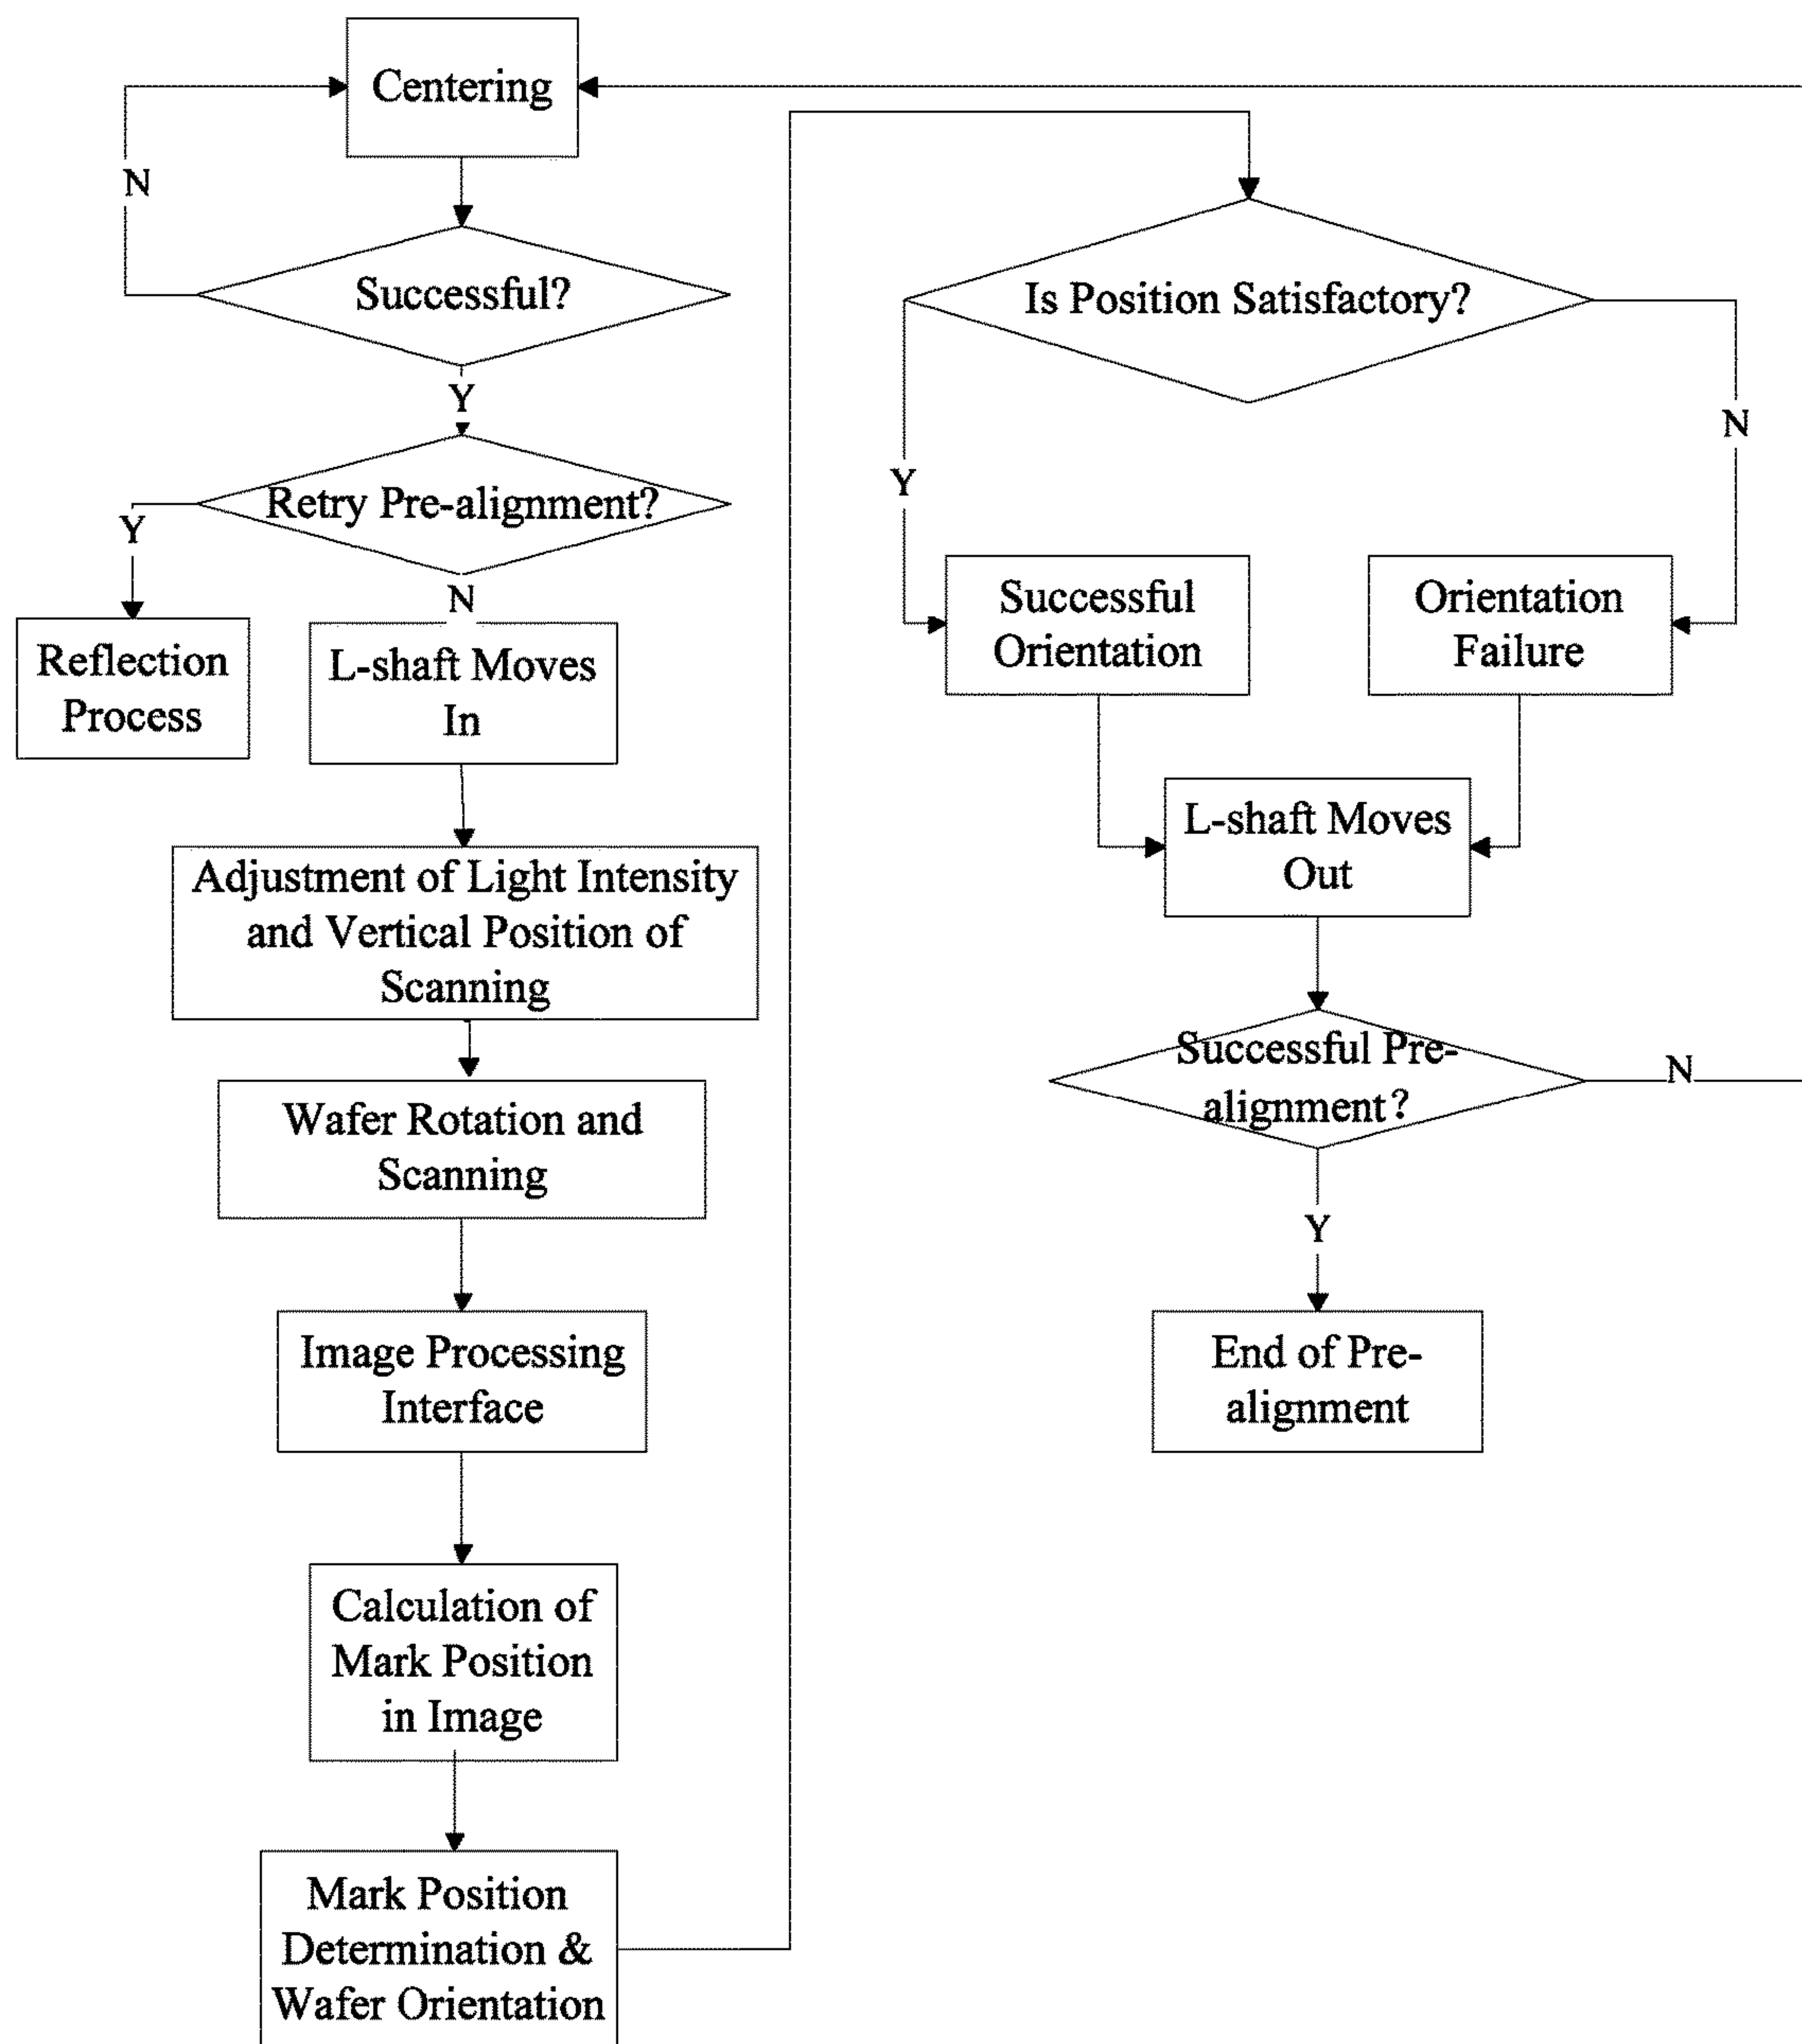 Centering
N
Successful?
Y
Retry Pre-alignment?
Y
N
Reflection
Process
L-shaft Moves
In
Adjustment of Light Intensity
and Vertical Position of
Scanning
Wafer Rotation and
Scanning
Image Processing
Interface
Calculation of
Mark Position
in Image
Mark Position
Determination &
Wafer Orientation
Is Position Satisfactory?
Y
N
Successful
Orientation
Orientation
Failure
L-shaft Moves
Out
Successful Pre-
alignment?
N
Y
End of Pre-
alignment